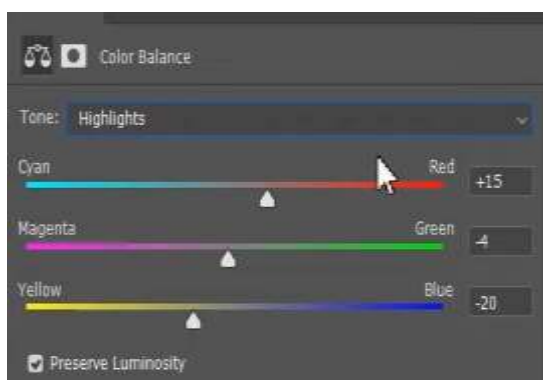 Color Balance
Tone: Highlights
Cyan Red +15
Magenta Green -4
Yellow Blue -20
Preserve Luminosity